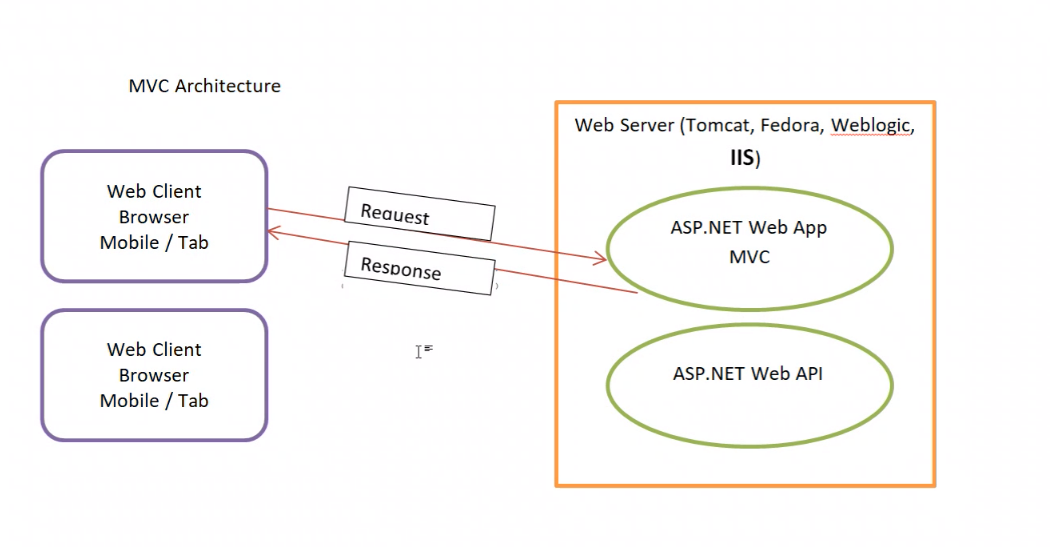 MVC Architecture
Web Server (Tomcat, Fedora, Weblogic,
IIS)
Web Client
Browser
Mobile / Tab
Request
Response
ASP.NET Web App
MVC
Web Client
Browser
Mobile / Tab
ASP.NET Web API